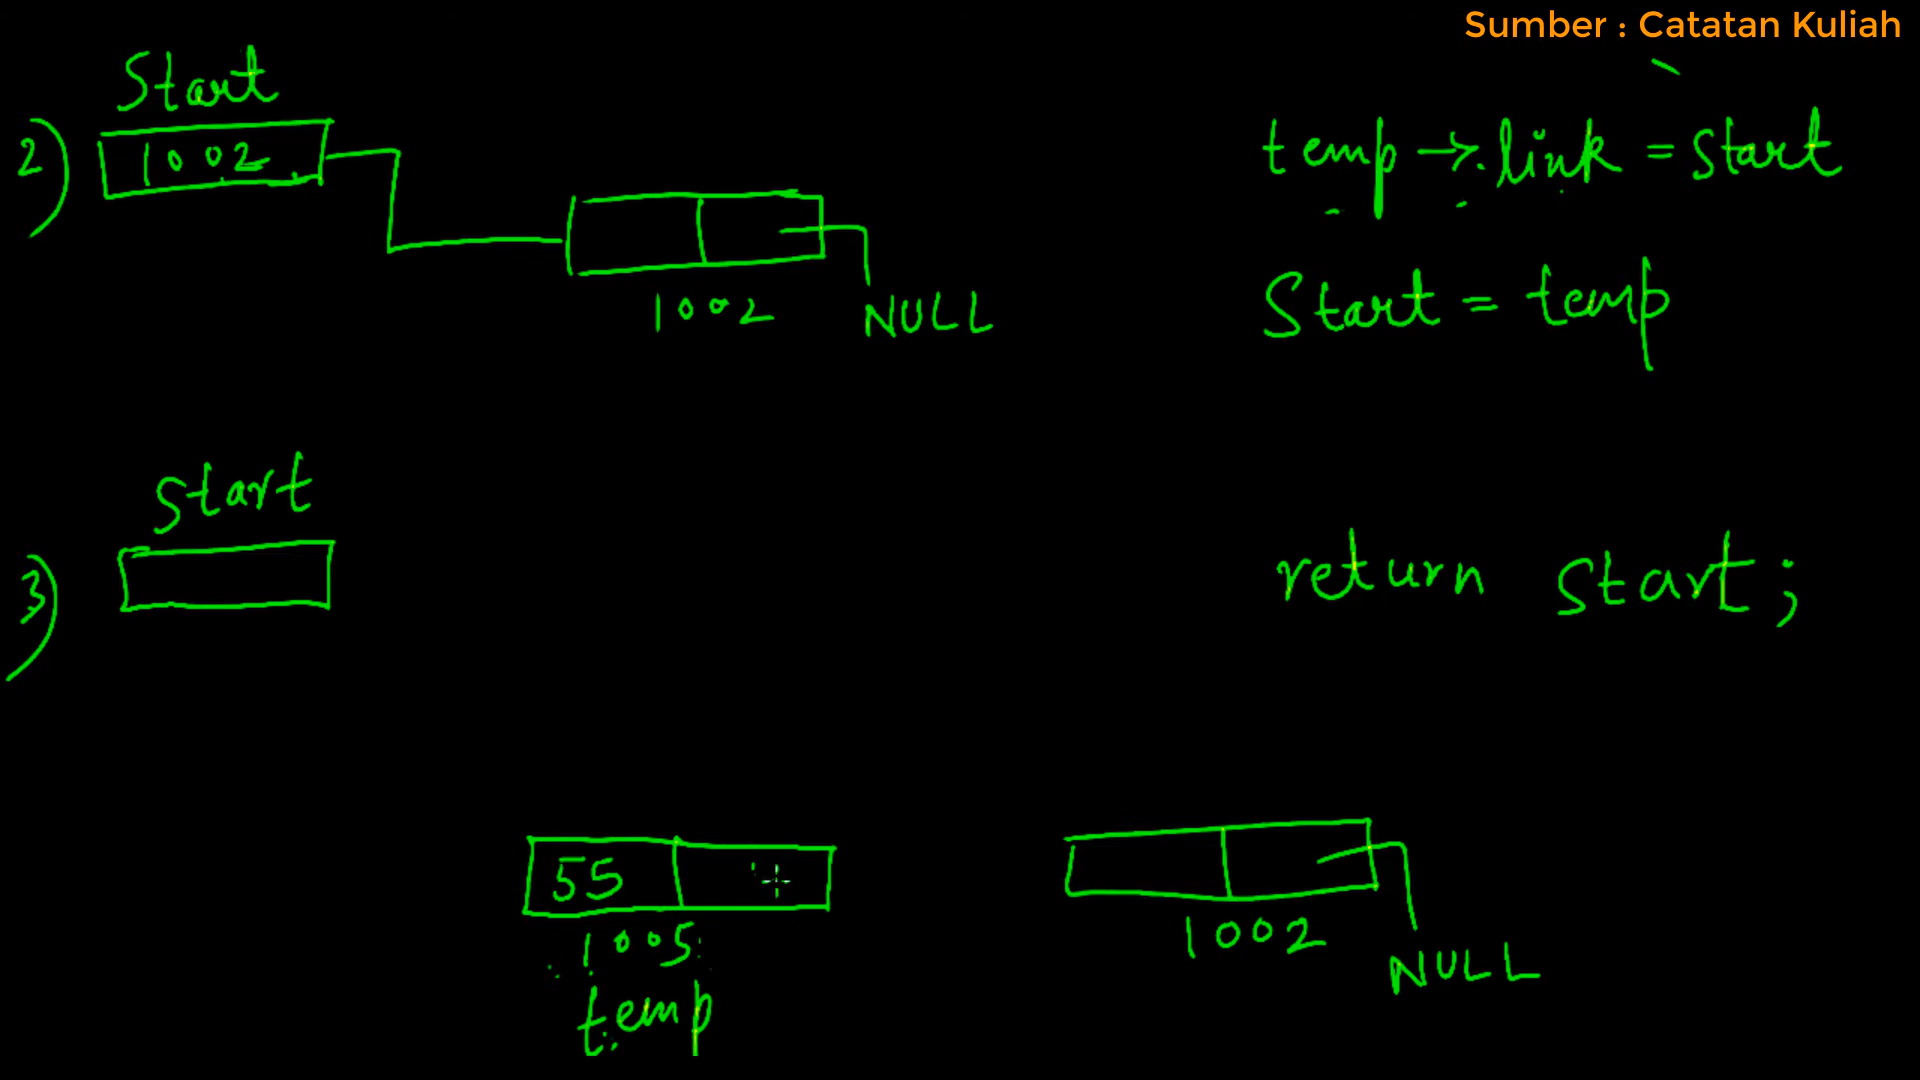 Sumber : Catatan Kuliah
Start
2)
1002
1002
NULL
temp →. link = start
Start = temp
start
3)
return start;
55
1005
temp
1002
NULL